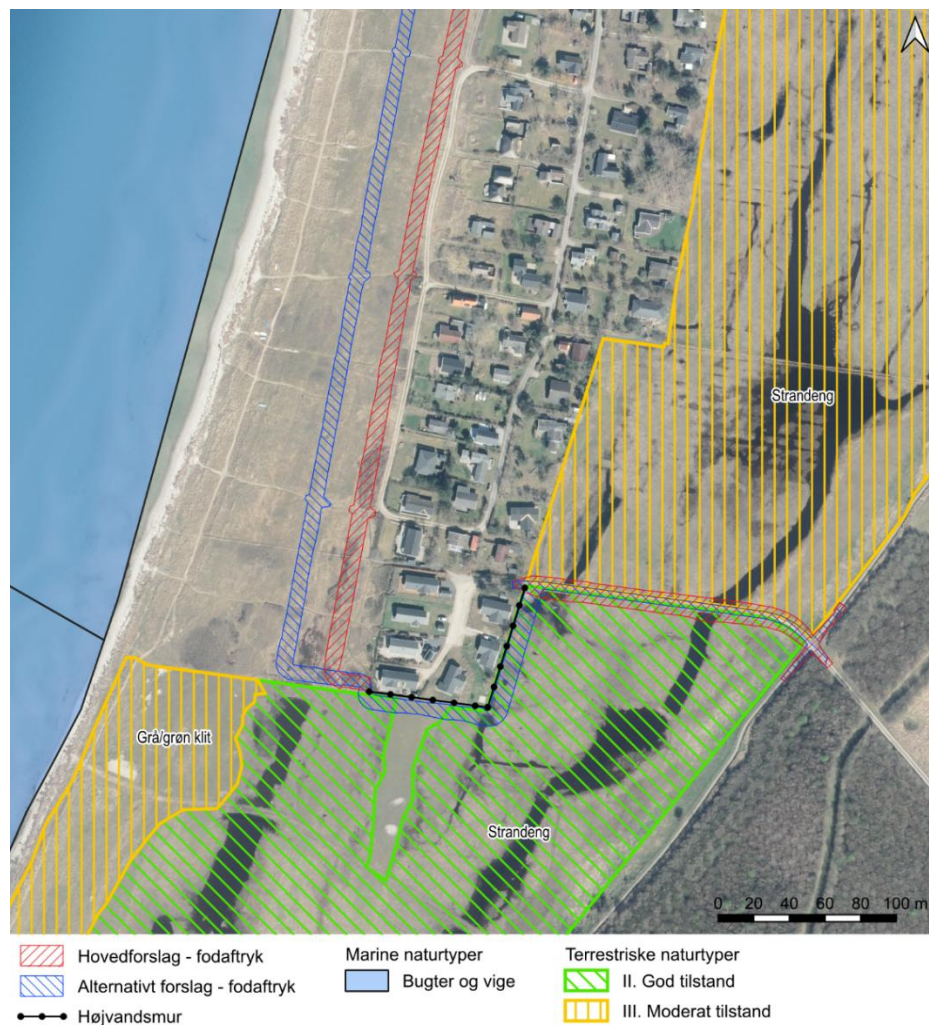 Strandeng
Grå/grøn klit
Strandeng
0 20 40 60 80 100 m
Hovedforslag - fodaftryk
Alternativt forslag - fodaftryk
Højvandsmur
Marine naturtyper
Bugter og vige
Terrestriske naturtyper
II. God tilstand
III. Moderat tilstand